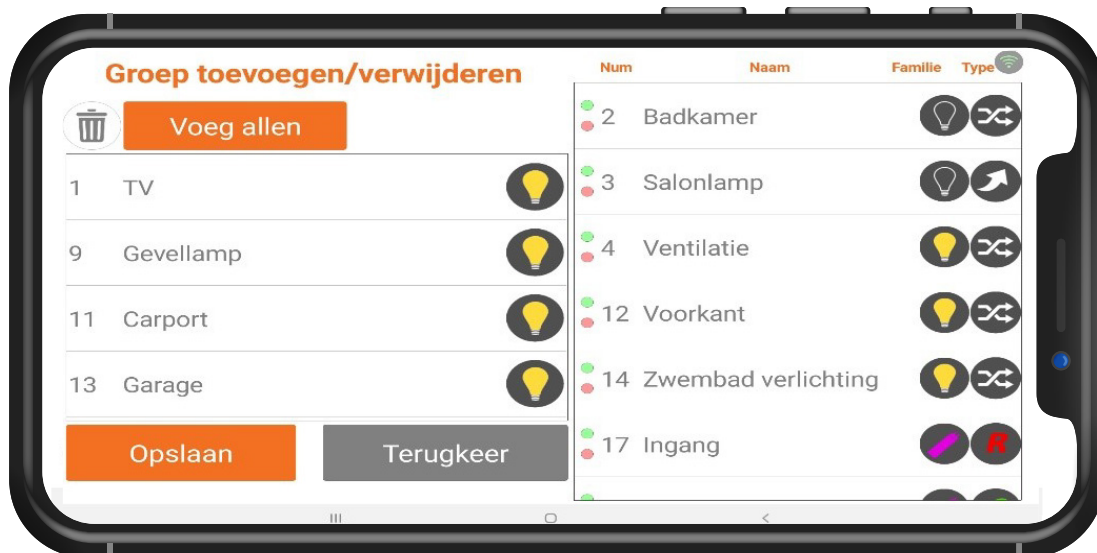 Groep toevoegen/verwijderen
Voeg allen
1 TV
9 Gevellamp
11 Carport
13 Garage
Opslaan Terugkeer
Num Naam Familie Type
2 Badkamer
3 Salonlamp
4 Ventilatie
12 Voorkant
14 Zwembad verlichting
17 Ingang R